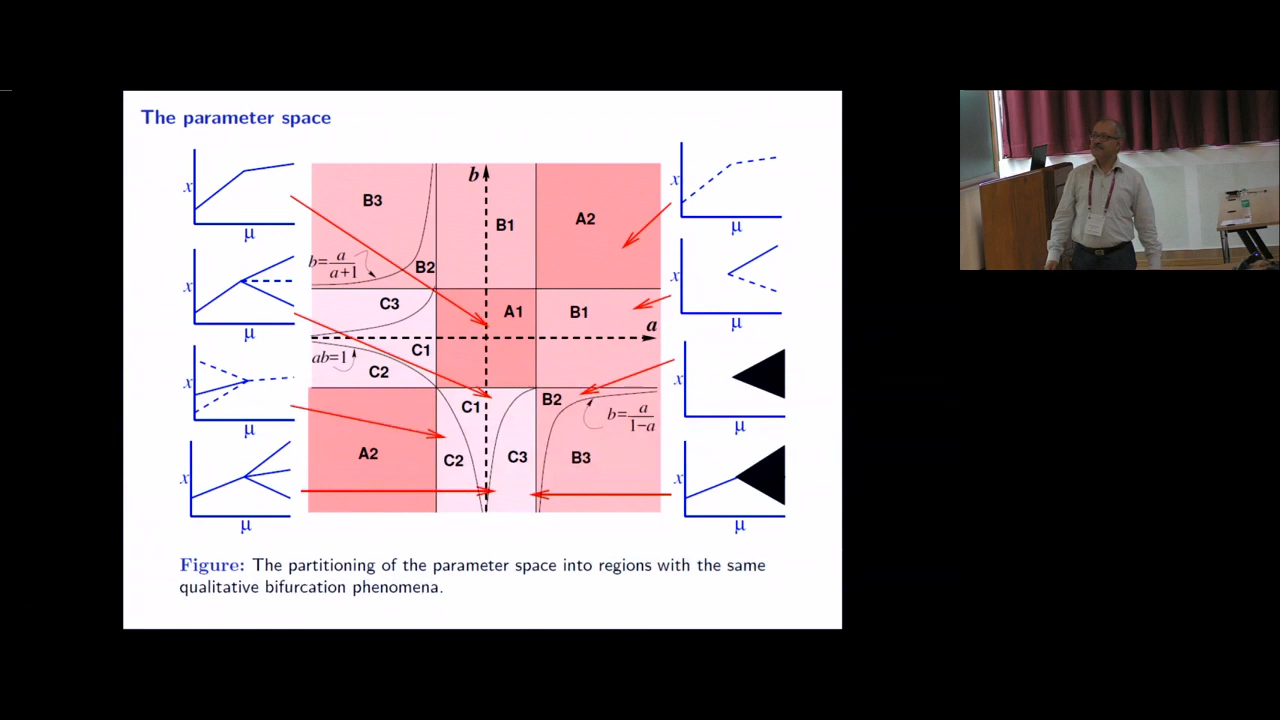 The parameter space
x
μ
x
μ
x
μ
x
μ
b
B3
B1
A2
b=a/(a+1)
B2
C3
A1
B1
a
ab=1
C1
C2
C1
B2
b=a/(1−a)
A2
C2
C3
B3
x
μ
x
μ
x
μ
x
μ
Figure: The partitioning of the parameter space into regions with the same
qualitative bifurcation phenomena.